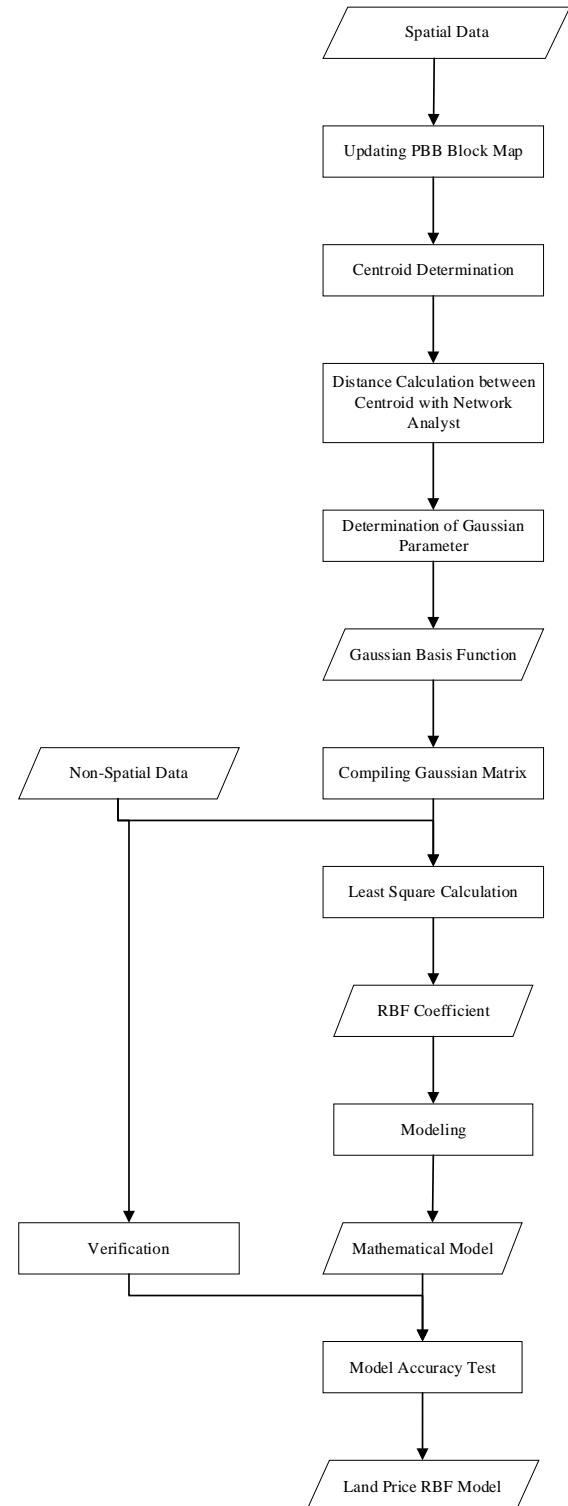 Spatial Data
Updating PBB Block Map
Centroid Determination
Distance Calculation between
Centroid with Network
Analyst
Determination of Gaussian
Parameter
Gaussian Basis Function
Non-Spatial Data
Compiling Gaussian Matrix
Least Square Calculation
RBF Coefficient
Modeling
Verification
Mathematical Model
Model Accuracy Test
Land Price RBF Model